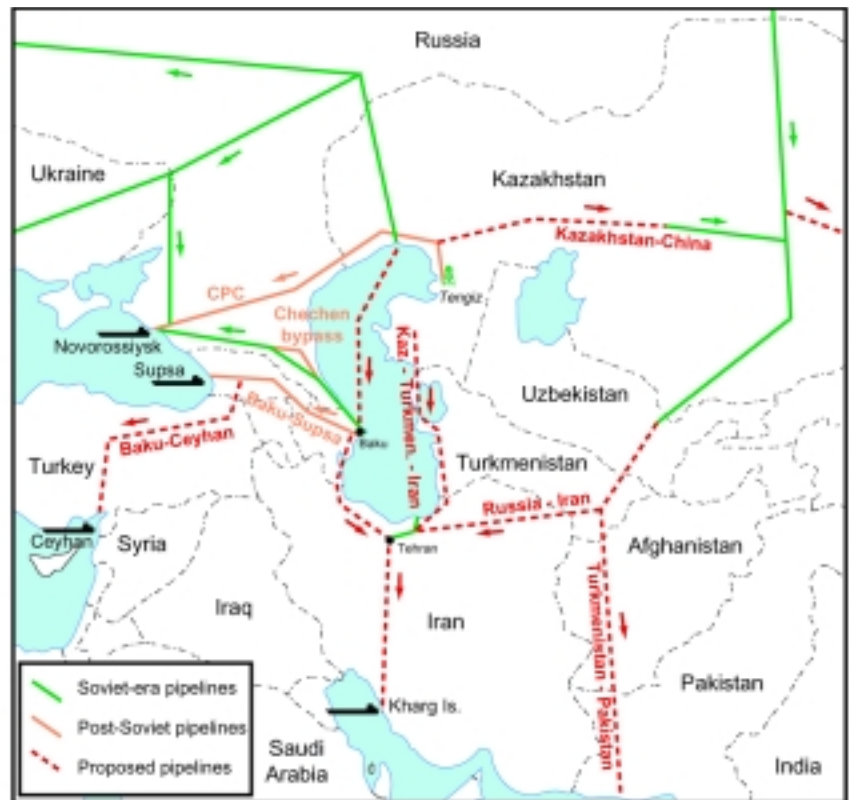 Russia
Ukraine
Kazakhstan
Kazakhstan-China
CPC
Tengiz
Chechen
bypass
Novorossiysk
Supsa
Kaz. - Turkmen. - Iran
Uzbekistan
Baku-Supsa
Baku
Baku-Ceyhan
Turkey
Turkmenistan
Russia - Iran
Ceyhan
Syria
Tehran
Afghanistan
Turkmenistan - Pakistan
Iraq
Iran
Pakistan
Kharg Is.
Saudi
Arabia
India
Soviet-era pipelines
Post-Soviet pipelines
Proposed pipelines